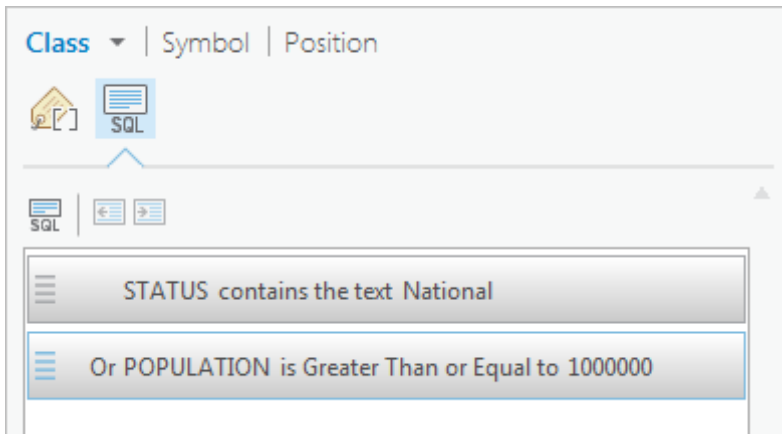 Class | Symbol | Position
SQL
SQL
STATUS contains the text National
Or POPULATION is Greater Than or Equal to 1000000